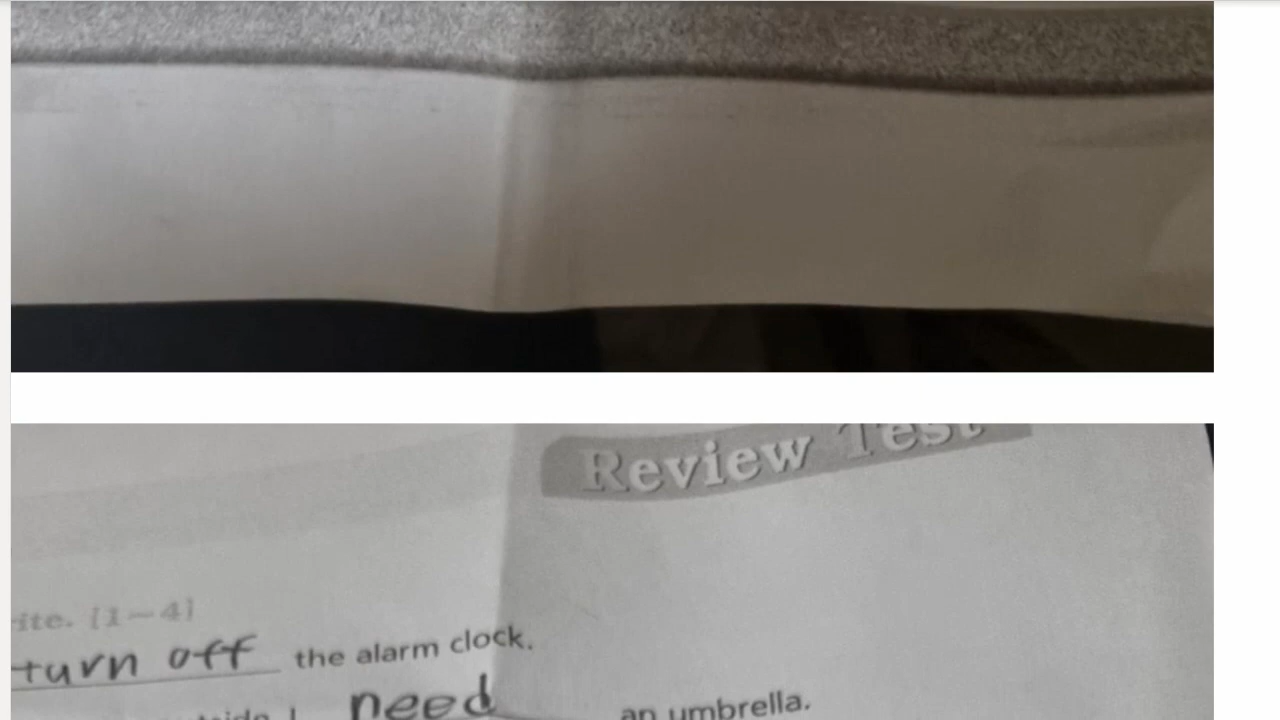 Review Test
ite. [1-4]
turn off the alarm clock.
I need an umbrella.